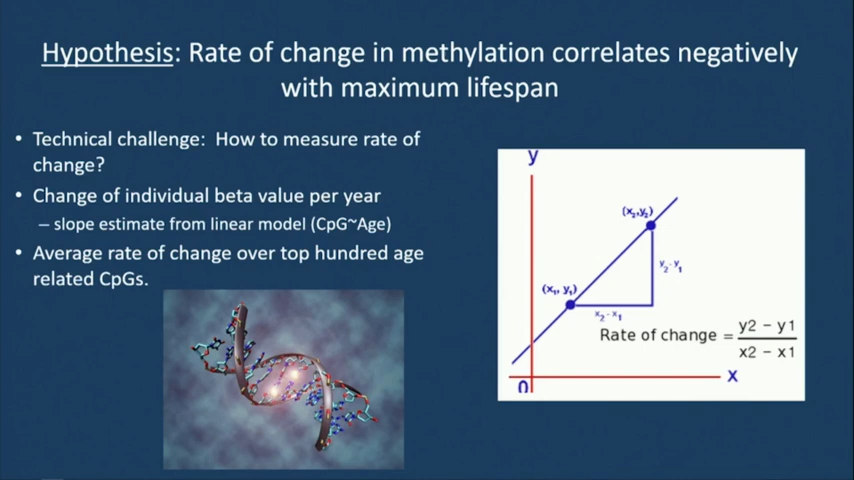 Hypothesis: Rate of change in methylation correlates negatively
with maximum lifespan
• Technical challenge: How to measure rate of
change?
• Change of individual beta value per year
– slope estimate from linear model (CpG~Age)
• Average rate of change over top hundred age
related CpGs.
y
(x₂,y₂)
y₂ - y₁
(x₁, y₁)
x₂ - x₁
Rate of change = y2 − y1
x2 − x1
x
0